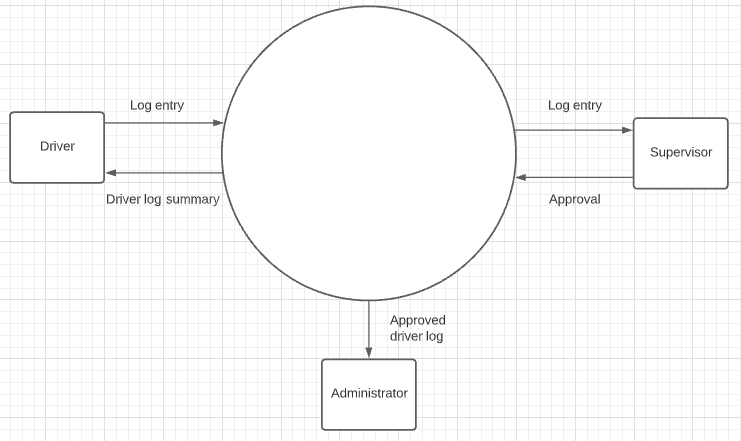 Log entry
Log entry
Driver
Supervisor
Driver log summary
Approval
Approved
driver log
Administrator